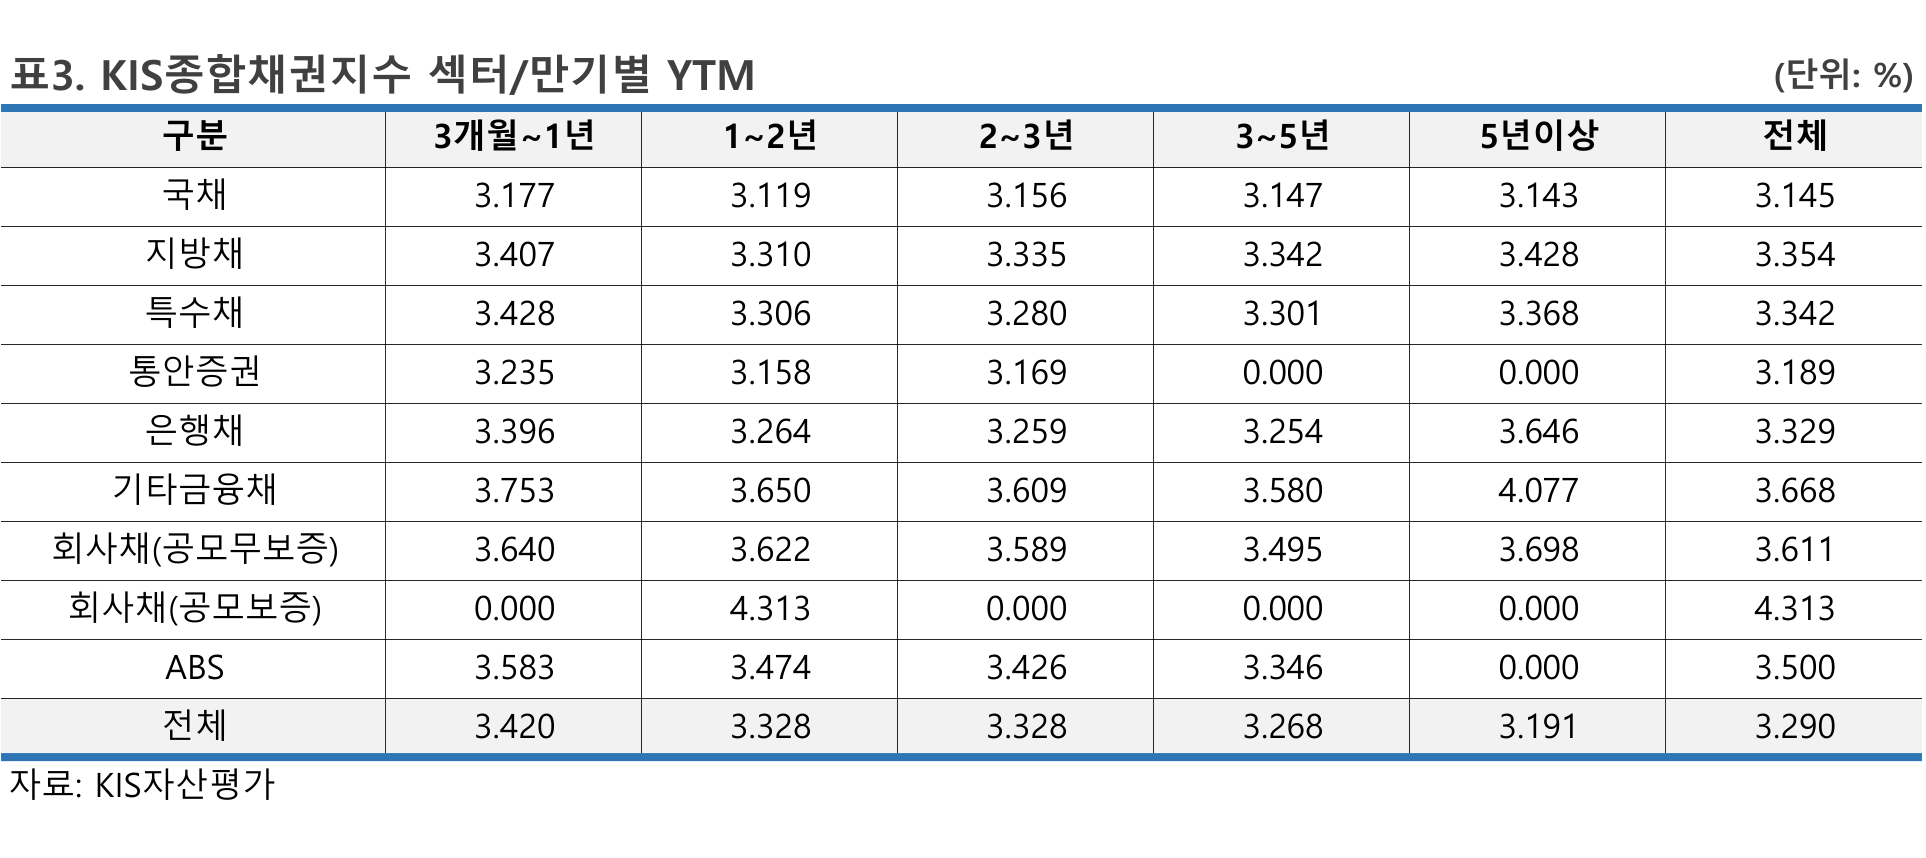 표3. KIS종합채권지수 섹터/만기별 YTM (단위: %)
구분 3개월~1년 1~2년 2~3년 3~5년 5년이상 전체
국채 3.177 3.119 3.156 3.147 3.143 3.145
지방채 3.407 3.310 3.335 3.342 3.428 3.354
특수채 3.428 3.306 3.280 3.301 3.368 3.342
통안증권 3.235 3.158 3.169 0.000 0.000 3.189
은행채 3.396 3.264 3.259 3.254 3.646 3.329
기타금융채 3.753 3.650 3.609 3.580 4.077 3.668
회사채(공모무보증) 3.640 3.622 3.589 3.495 3.698 3.611
회사채(공모보증) 0.000 4.313 0.000 0.000 0.000 4.313
ABS 3.583 3.474 3.426 3.346 0.000 3.500
전체 3.420 3.328 3.328 3.268 3.191 3.290
자료: KIS자산평가